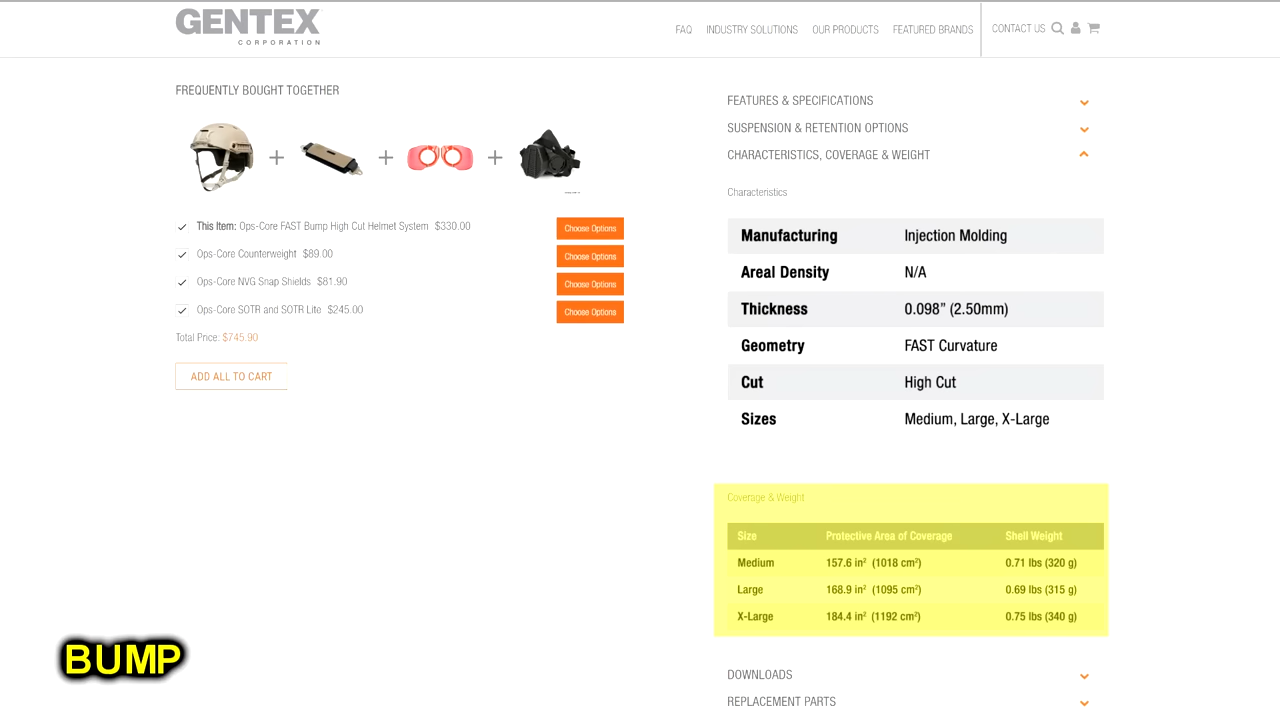 GENTEX
CORPORATION
FAQ INDUSTRY SOLUTIONS OUR PRODUCTS FEATURED BRANDS CONTACT US
FREQUENTLY BOUGHT TOGETHER
This Item: Ops-Core FAST Bump High Cut Helmet System $330.00 Choose Options
Ops-Core Counterweight $89.00 Choose Options
Ops-Core NVG Snap Shields $81.90 Choose Options
Ops-Core SOTR and SOTR Lite $245.00 Choose Options
Total Price: $745.90
ADD ALL TO CART
FEATURES & SPECIFICATIONS
SUSPENSION & RETENTION OPTIONS
CHARACTERISTICS, COVERAGE & WEIGHT
Characteristics
Manufacturing Injection Molding
Areal Density N/A
Thickness 0.098” (2.50mm)
Geometry FAST Curvature
Cut High Cut
Sizes Medium, Large, X-Large
Coverage & Weight
Size Protective Area of Coverage Shell Weight
Medium 157.6 in² (1018 cm²) 0.71 lbs (320 g)
Large 168.9 in² (1095 cm²) 0.69 lbs (315 g)
X-Large 184.4 in² (1192 cm²) 0.75 lbs (340 g)
DOWNLOADS
REPLACEMENT PARTS
BUMP